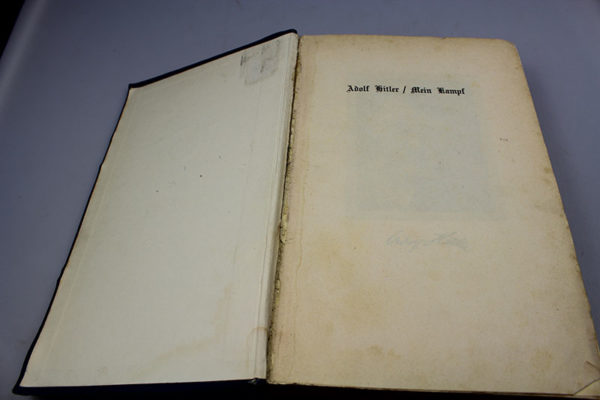 Adolf Hitler / Mein Kampf